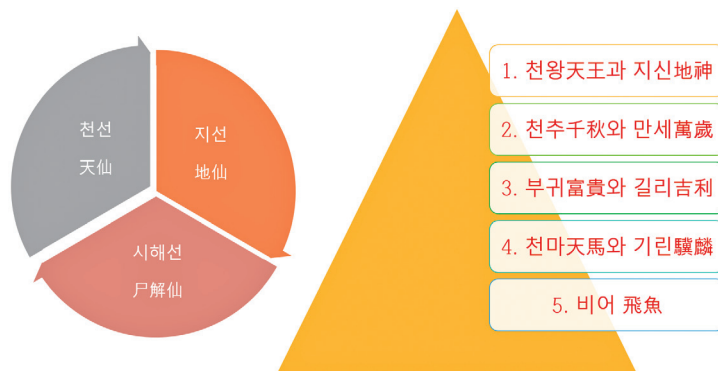 천선
天仙
지선
地仙
시해선
尸解仙
1. 천왕天王과 지신地神
2. 천추千秋와 만세萬歲
3. 부귀富貴와 길리吉利
4. 천마天馬와 기린騏麟
5. 비어 飛魚